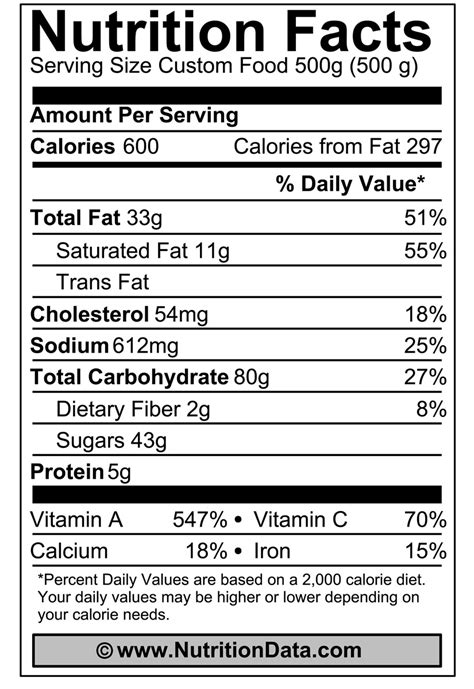 Nutrition Facts
Serving Size Custom Food 500g (500 g)
Amount Per Serving
Calories 600 Calories from Fat 297
% Daily Value*
Total Fat 33g 51%
Saturated Fat 11g 55%
Trans Fat
Cholesterol 54mg 18%
Sodium 612mg 25%
Total Carbohydrate 80g 27%
Dietary Fiber 2g 8%
Sugars 43g
Protein 5g
Vitamin A 547% • Vitamin C 70%
Calcium 18% • Iron 15%
*Percent Daily Values are based on a 2,000 calorie diet.
Your daily values may be higher or lower depending on
your calorie needs.
© www.NutritionData.com